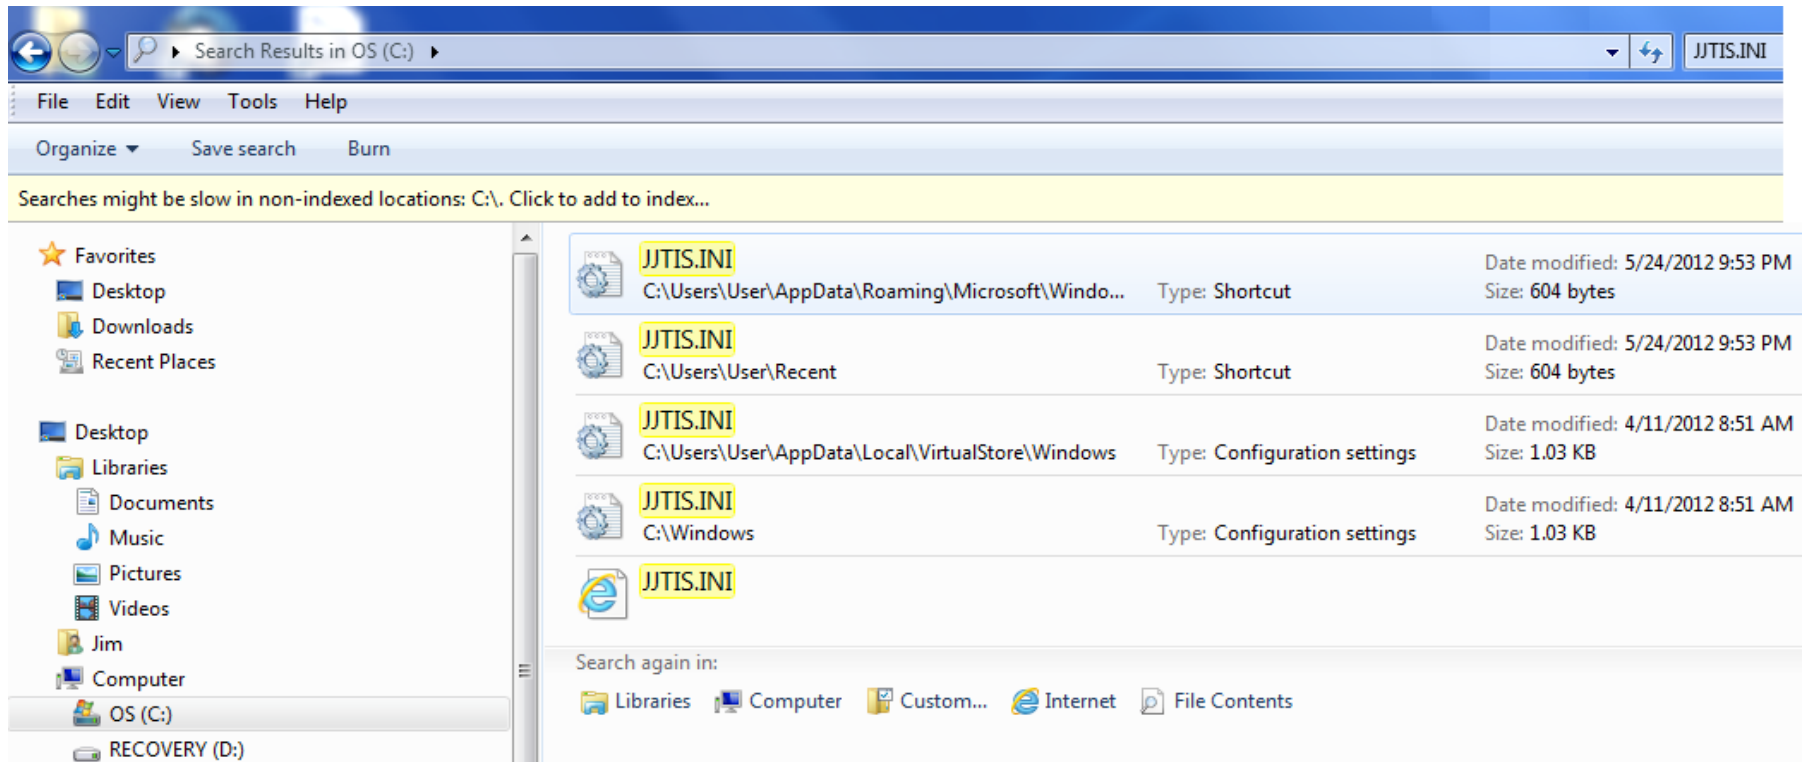 Search Results in OS (C:)
JJTIS.INI
File Edit View Tools Help
Organize Save search Burn
Searches might be slow in non-indexed locations: C:\. Click to add to index...
Favorites
Desktop
Downloads
Recent Places
Desktop
Libraries
Documents
Music
Pictures
Videos
Jim
Computer
OS (C:)
RECOVERY (D:)
JJTIS.INI
Date modified: 5/24/2012 9:53 PM
C:\Users\User\AppData\Roaming\Microsoft\Windo... Type: Shortcut Size: 604 bytes
JJTIS.INI
Date modified: 5/24/2012 9:53 PM
C:\Users\User\Recent Type: Shortcut Size: 604 bytes
JJTIS.INI
Date modified: 4/11/2012 8:51 AM
C:\Users\User\AppData\Local\VirtualStore\Windows Type: Configuration settings Size: 1.03 KB
JJTIS.INI
Date modified: 4/11/2012 8:51 AM
C:\Windows Type: Configuration settings Size: 1.03 KB
JJTIS.INI
Search again in:
Libraries Computer Custom... Internet File Contents